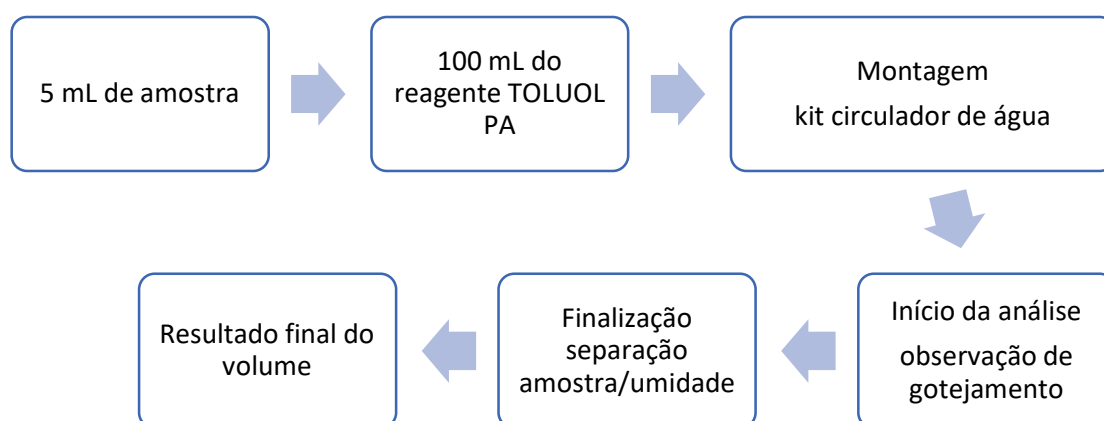 5 mL de amostra
100 mL do
reagente TOLUOL
PA
Montagem
kit circulador de água
Início da análise
observação de
gotejamento
Finalização
separação
amostra/umidade
Resultado final do
volume